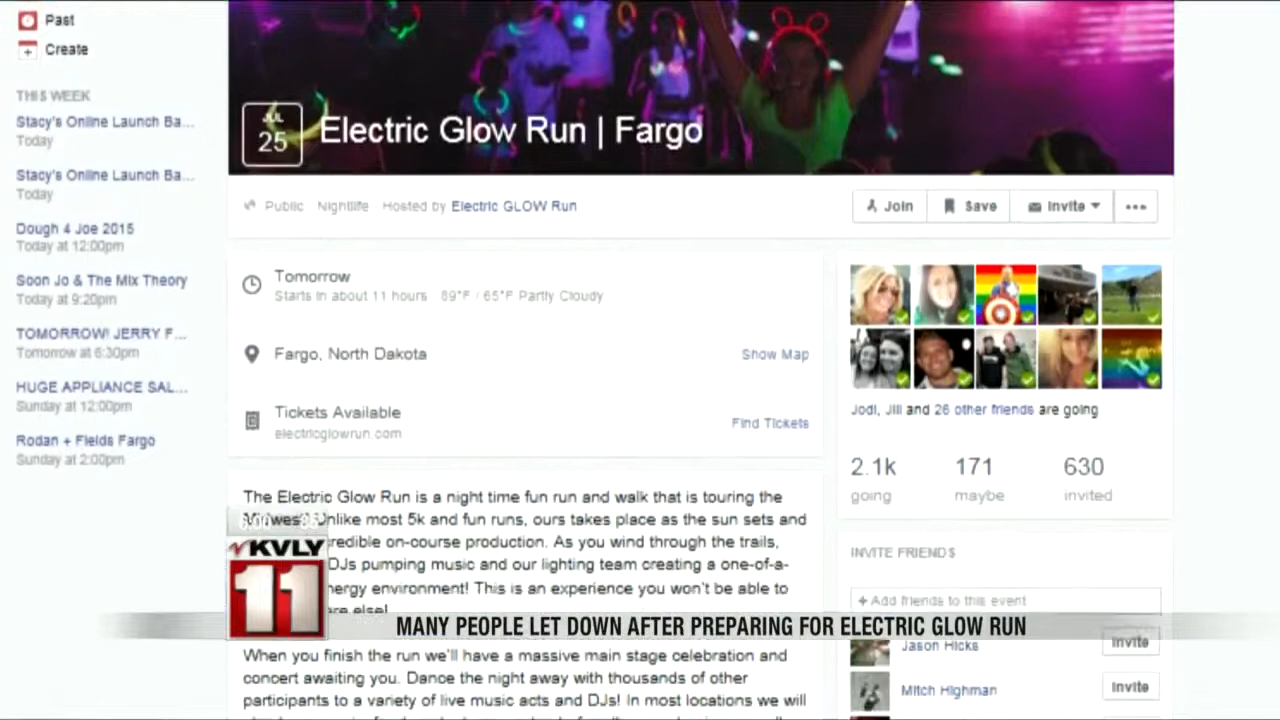 Past
Create
THIS WEEK
Stacy's Online Launch Ba...
Today
Stacy's Online Launch Ba...
Today
Dough 4 Joe 2015
Today at 12:00pm
Soon Jo & The Mix Theory
Today at 9:20pm
TOMORROW! JERRY F...
Tomorrow at 6:30pm
HUGE APPLIANCE SAL...
Sunday at 12:00pm
Rodan + Fields Fargo
Sunday at 2:00pm
JUL
25
Electric Glow Run | Fargo
Public Nightlife Hosted by Electric GLOW Run
Join
Save
Invite
Tomorrow
Starts in about 11 hours 89°F / 65°F Partly Cloudy
Fargo, North Dakota
Show Map
Tickets Available
electricglowrun.com
Find Tickets
Jodi, Jill and 26 other friends are going
2.1k 171 630
going maybe invited
The Electric Glow Run is a night time fun run and walk that is touring the
Unlike most 5k and fun runs, ours takes place as the sun sets and
on-course production. As you wind through the trails,
DJs pumping music and our lighting team creating a one-of-a-
environment! This is an experience you won't be able to
else!
When you finish the run we'll have a massive main stage celebration and
concert awaiting you. Dance the night away with thousands of other
participants to a variety of live music acts and DJs! In most locations we will
INVITE FRIENDS
+ Add friends to this event
Jason Hicks
Invite
Mitch Highman
Invite
KVLY
11
MANY PEOPLE LET DOWN AFTER PREPARING FOR ELECTRIC GLOW RUN